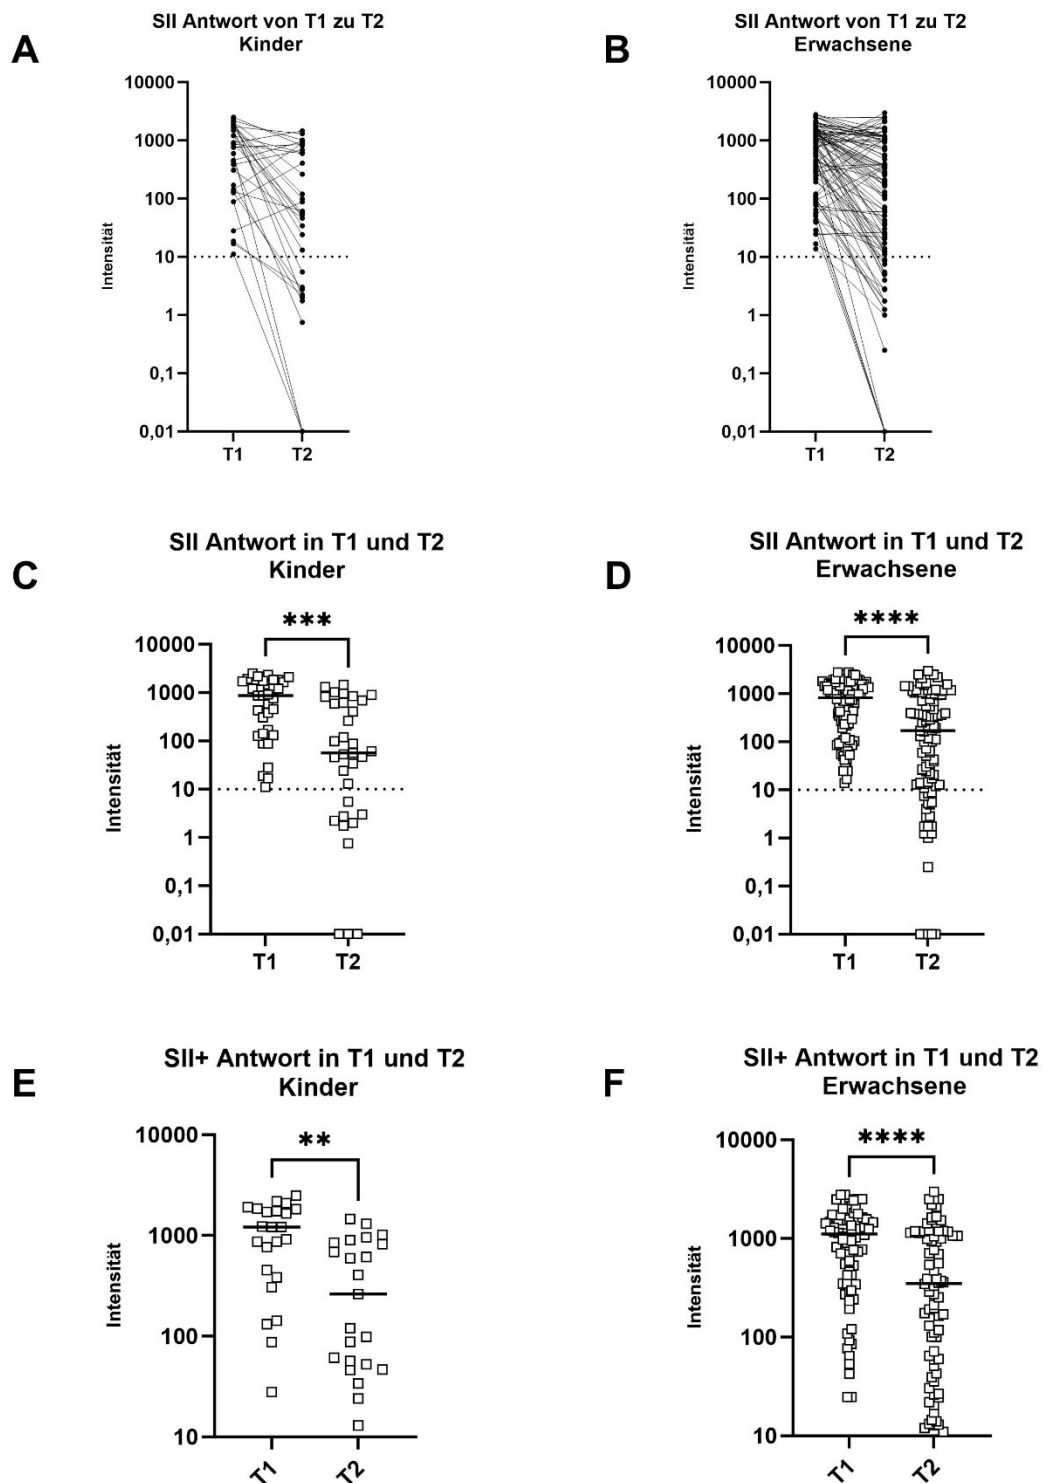 A
SII Antwort von T1 zu T2
Kinder
Intensität
10000
1000
100
10
1
0,1
0,01
T1 T2
B
SII Antwort von T1 zu T2
Erwachsene
Intensität
10000
1000
100
10
1
0,1
0,01
T1 T2
C
SII Antwort in T1 und T2
Kinder
***
Intensität
10000
1000
100
10
1
0,1
0,01
T1 T2
D
SII Antwort in T1 und T2
Erwachsene
****
Intensität
10000
1000
100
10
1
0,1
0,01
T1 T2
E
SII+ Antwort in T1 und T2
Kinder
**
Intensität
10000
1000
100
10
T1 T2
F
SII+ Antwort in T1 und T2
Erwachsene
****
Intensität
10000
1000
100
10
T1 T2